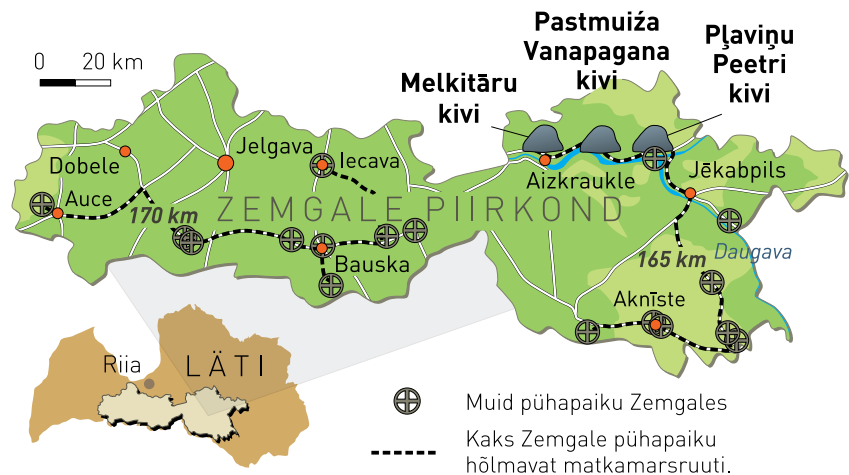 0 20 km
Melkitāru
kivi
Pastmuiźa
Vanapagana
kivi
Pļaviņu
Peetri
kivi
Dobele
Jelgava
Iecava
Auce
Aizkraukle
Jēkabpils
170 km
ZEMGALE PIIRKOND
Bauska
165 km
Daugava
Aknīste
Riia
LÄTI
Muid pühapaiku Zemgales
Kaks Zemgale pühapaiku
hõlmavat matkamarsruuti.